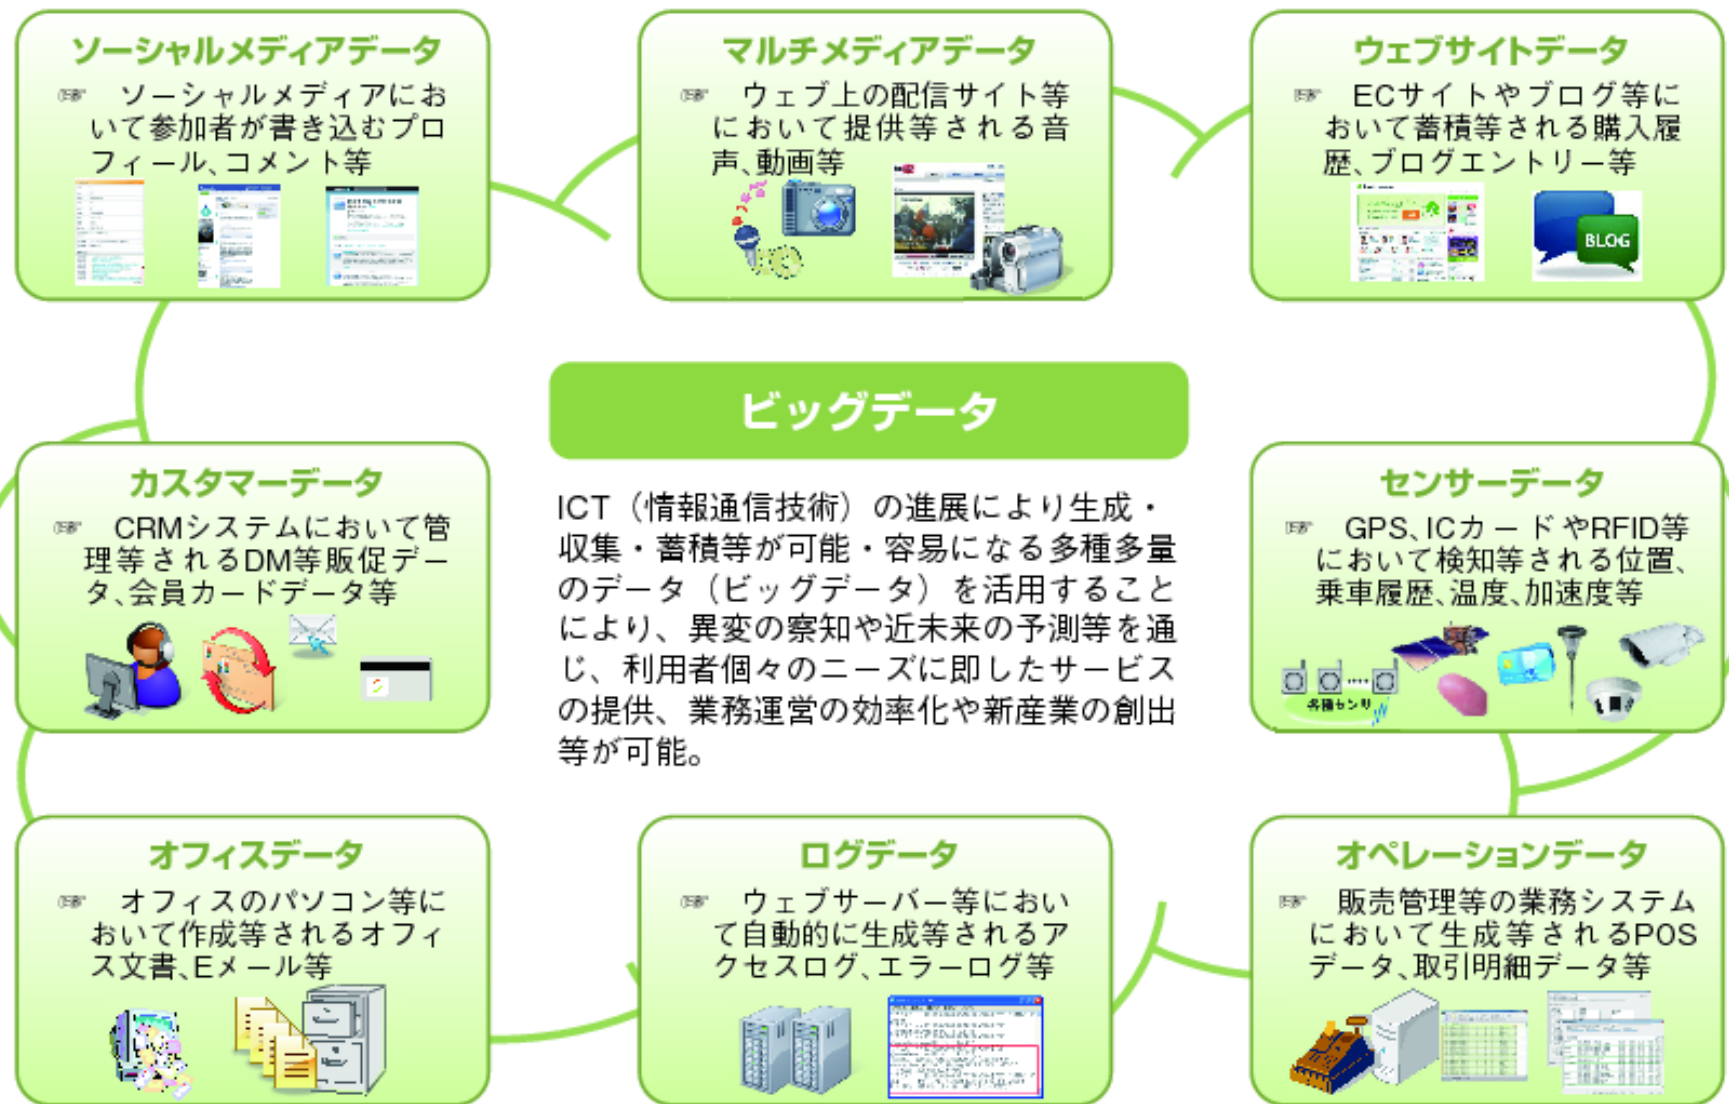 ソーシャルメディアデータ
☞ ソーシャルメディアにお
いて参加者が書き込むプロ
フィール、コメント等
マルチメディアデータ
☞ ウェブ上の配信サイト等
において提供等される音
声、動画等
ウェブサイトデータ
☞ ECサイトやブログ等に
おいて蓄積等される購入履
歴、ブログエントリー等
BLOG
ビッグデータ
ICT（情報通信技術）の進展により生成・
収集・蓄積等が可能・容易になる多種多量
のデータ（ビッグデータ）を活用すること
により、異変の察知や近未来の予測等を通
じ、利用者個々のニーズに即したサービス
の提供、業務運営の効率化や新産業の創出
等が可能。
カスタマーデータ
☞ CRMシステムにおいて管
理等されるDM等販促デー
タ、会員カードデータ等
センサーデータ
☞ GPS、ICカードやRFID等
において検知等される位置、
乗車履歴、温度、加速度等
各種センサ
オフィスデータ
☞ オフィスのパソコン等に
おいて作成等されるオフィ
ス文書、Eメール等
ログデータ
☞ ウェブサーバー等におい
て自動的に生成等されるア
クセスログ、エラーログ等
オペレーションデータ
☞ 販売管理等の業務システム
において生成等されるPOS
データ、取引明細データ等